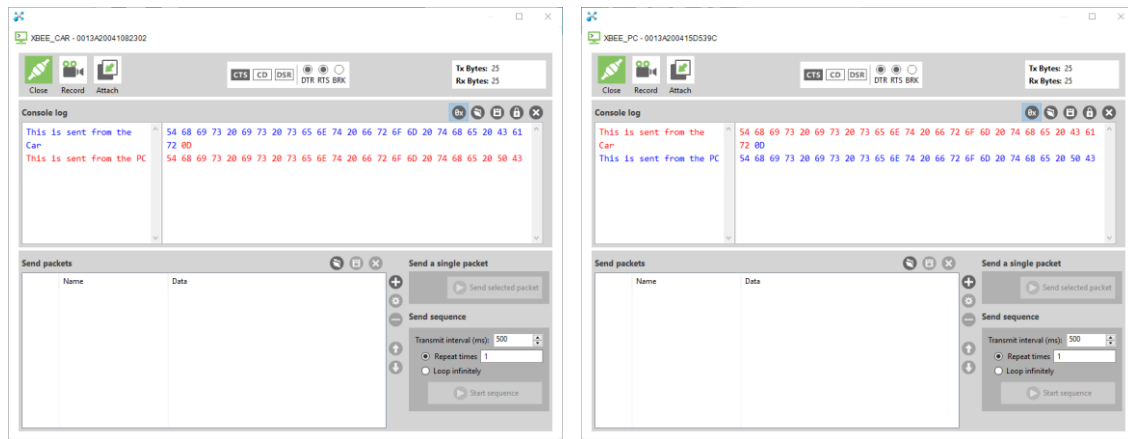 XBEE_CAR - 0013A20041082302
Close Record Attach
CTS CD DSR DTR RTS BRK
Tx Bytes: 25
Rx Bytes: 25
Console log
This is sent from the
Car
This is sent from the PC
54 68 69 73 20 69 73 20 73 65 6E 74 20 66 72 6F 6D 20 74 68 65 20 43 61
72 0D
54 68 69 73 20 69 73 20 73 65 6E 74 20 66 72 6F 6D 20 74 68 65 20 50 43
Send packets
Name Data
Send a single packet
Send selected packet
Send sequence
Transmit interval (ms): 500
Repeat times 1
Loop infinitely
Start sequence
XBEE_PC - 0013A200415D539C
Close Record Attach
CTS CD DSR DTR RTS BRK
Tx Bytes: 25
Rx Bytes: 25
Console log
This is sent from the
Car
This is sent from the PC
54 68 69 73 20 69 73 20 73 65 6E 74 20 66 72 6F 6D 20 74 68 65 20 43 61
72 0D
54 68 69 73 20 69 73 20 73 65 6E 74 20 66 72 6F 6D 20 74 68 65 20 50 43
Send packets
Name Data
Send a single packet
Send selected packet
Send sequence
Transmit interval (ms): 500
Repeat times 1
Loop infinitely
Start sequence